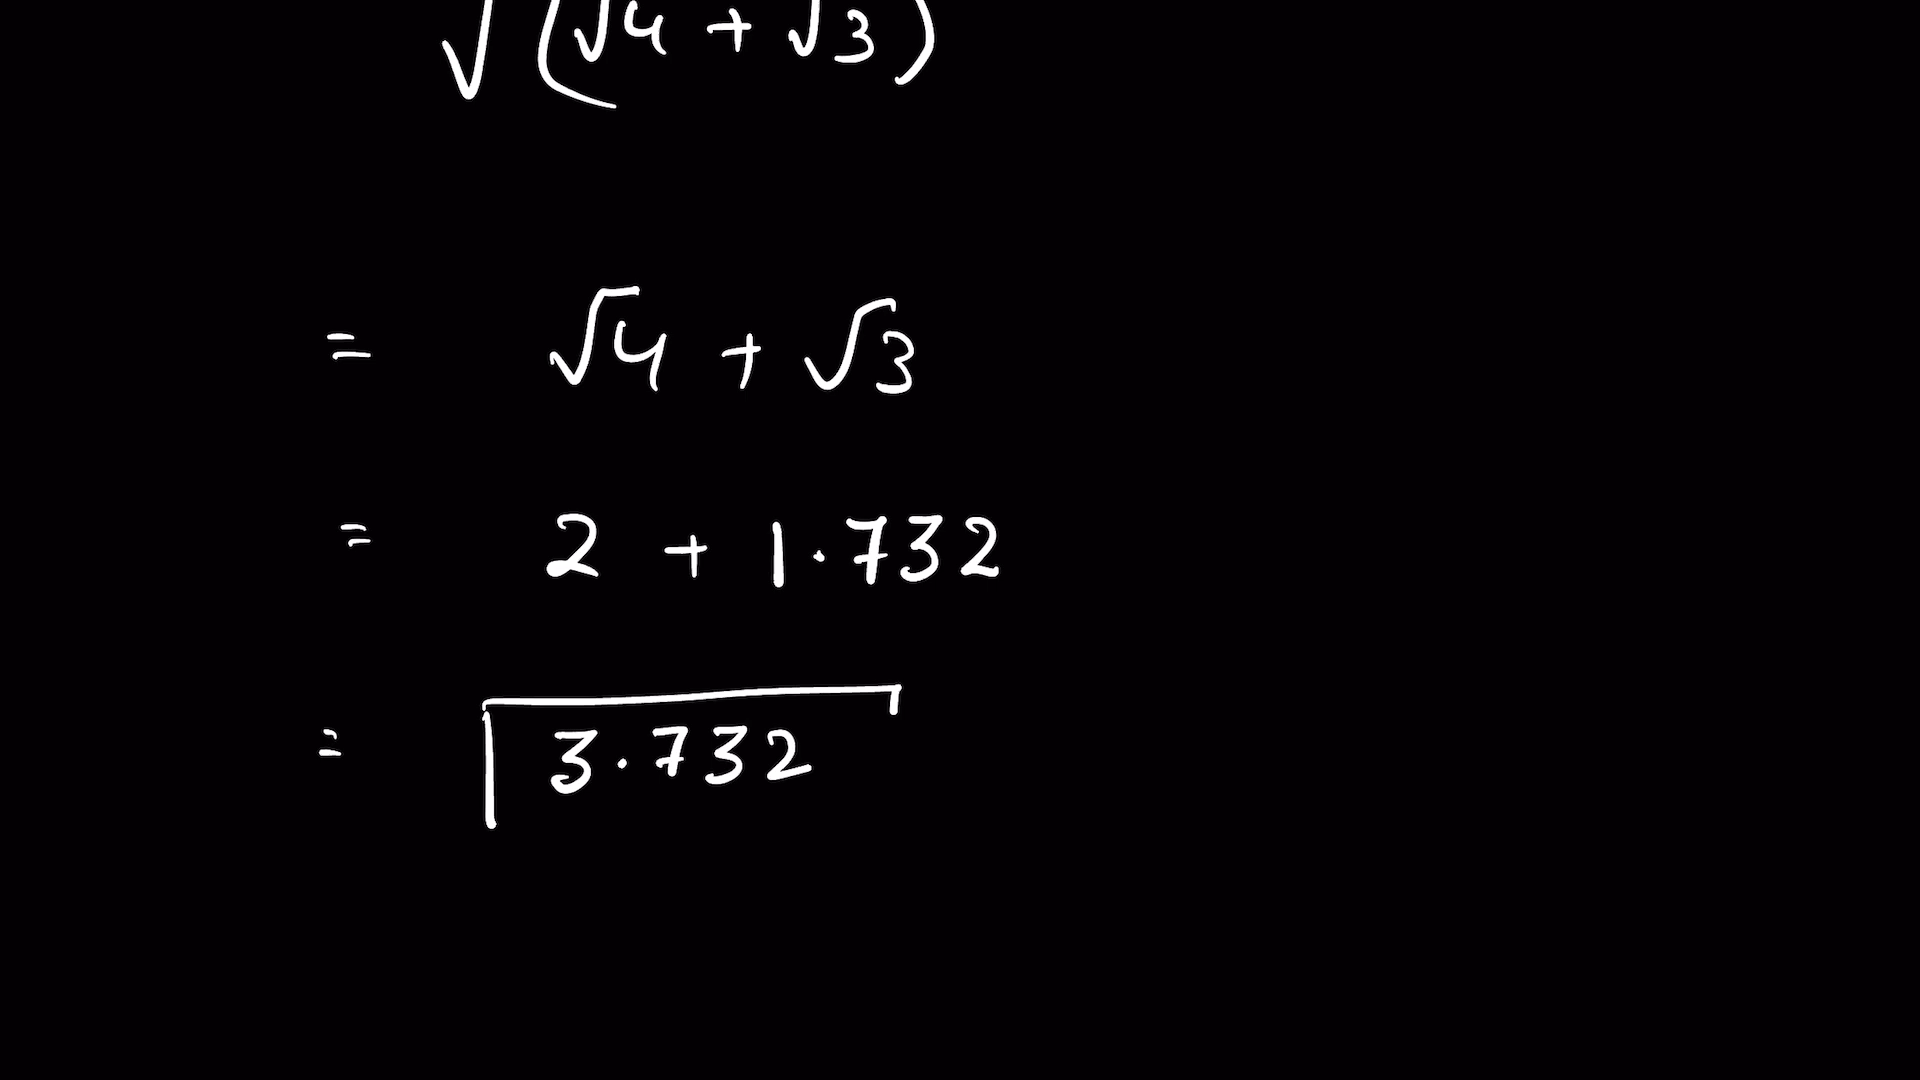 √(√4 + √3)
= √4 + √3
= 2 + 1.732
= 3.732